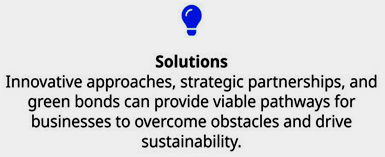 Solutions
Innovative approaches, strategic partnerships, and
green bonds can provide viable pathways for
businesses to overcome obstacles and drive
sustainability.